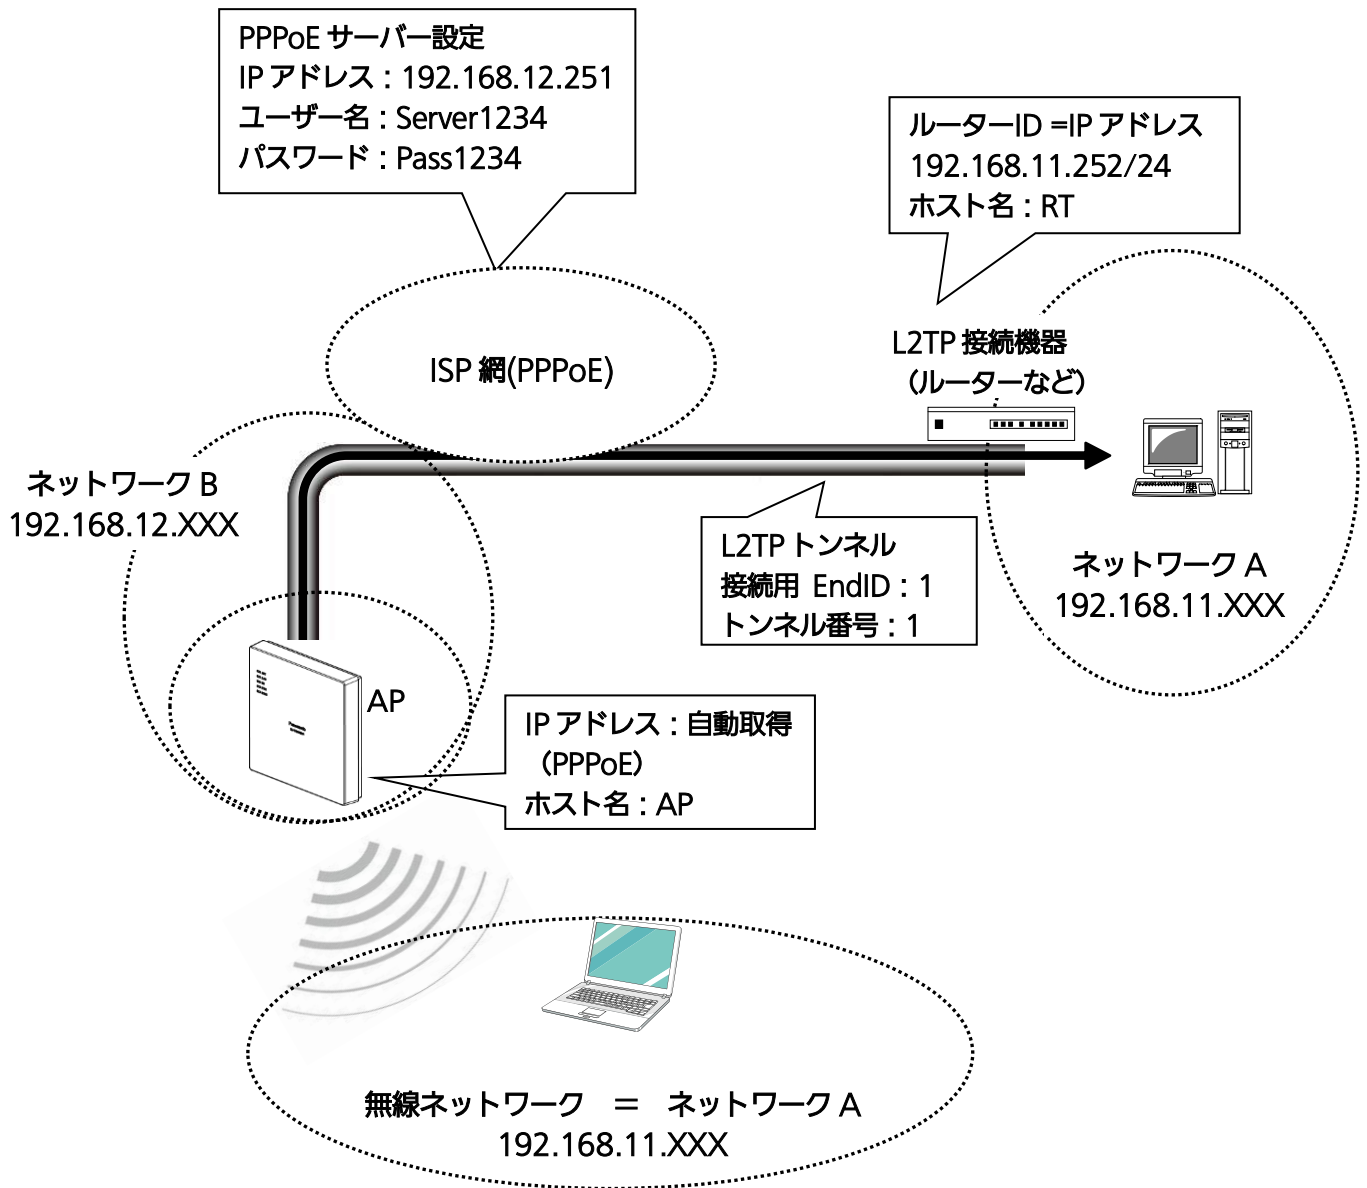 PPPoE サーバー設定
IP アドレス：192.168.12.251
ユーザー名：Server1234
パスワード：Pass1234
ルーターID =IP アドレス
192.168.11.252/24
ホスト名：RT
ISP 網(PPPoE)
L2TP 接続機器
（ルーターなど）
ネットワーク B
192.168.12.XXX
L2TP トンネル
接続用 EndID：1
トンネル番号：1
ネットワーク A
192.168.11.XXX
AP
IP アドレス：自動取得
（PPPoE）
ホスト名：AP
無線ネットワーク ＝ ネットワーク A
192.168.11.XXX